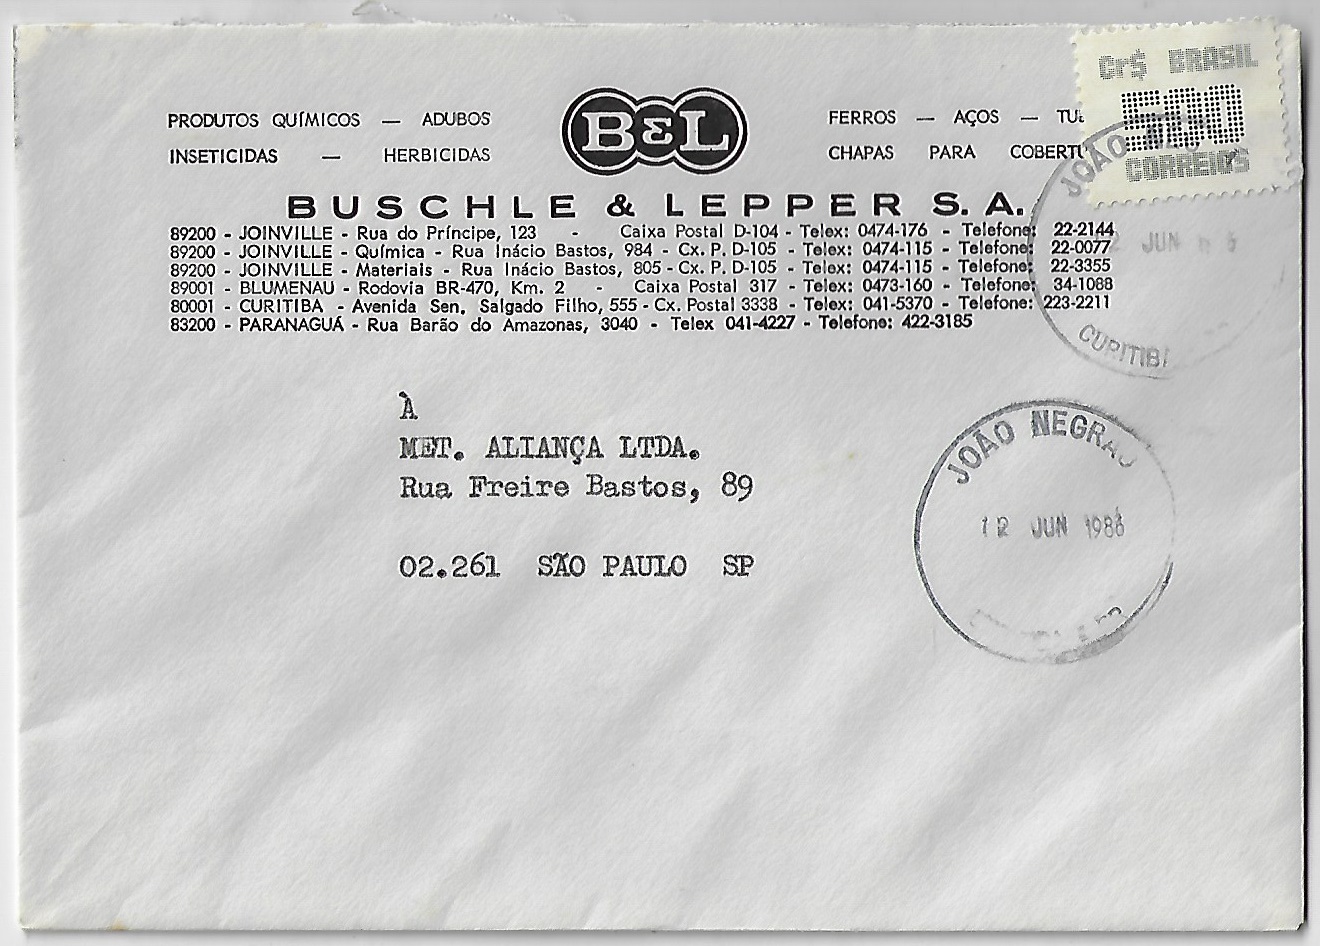 Cr$ BRASIL
500
CORREIOS
PRODUTOS QUÍMICOS — ADUBOS
INSETICIDAS — HERBICIDAS
B&L
FERROS — AÇOS —
CHAPAS PARA
BUSCHLE & LEPPER S. A.
89200 - JOINVILLE - Rua do Príncipe, 123 - Caixa Postal D-104 - Telex: 0474-176 - Telefone: 22-2144
89200 - JOINVILLE - Química - Rua Inácio Bastos, 984 - Cx. P. D-105 - Telex: 0474-115 - Telefone: 22-0077
89200 - JOINVILLE - Materiais - Rua Inácio Bastos, 805 - Cx. P. D-105 - Telex: 0474-115 - Telefone: 22-3355
89001 - BLUMENAU - Rodovia BR-470, Km. 2 - Caixa Postal 317 - Telex: 0473-160 - Telefone: 34-1088
80001 - CURITIBA - Avenida Sen. Salgado Filho, 555 - Cx. Postal 3338 - Telex: 041-5370 - Telefone: 223-2211
83200 - PARANAGUÁ - Rua Barão do Amazonas, 3040 - Telex 041-4227 - Telefone: 422-3185
JOÃO
JUN
CURITIBA
À
MET. ALIANÇA LTDA.
Rua Freire Bastos, 89
02.261 SÃO PAULO SP
JOÃO NEGRÃO
12 JUN 1986